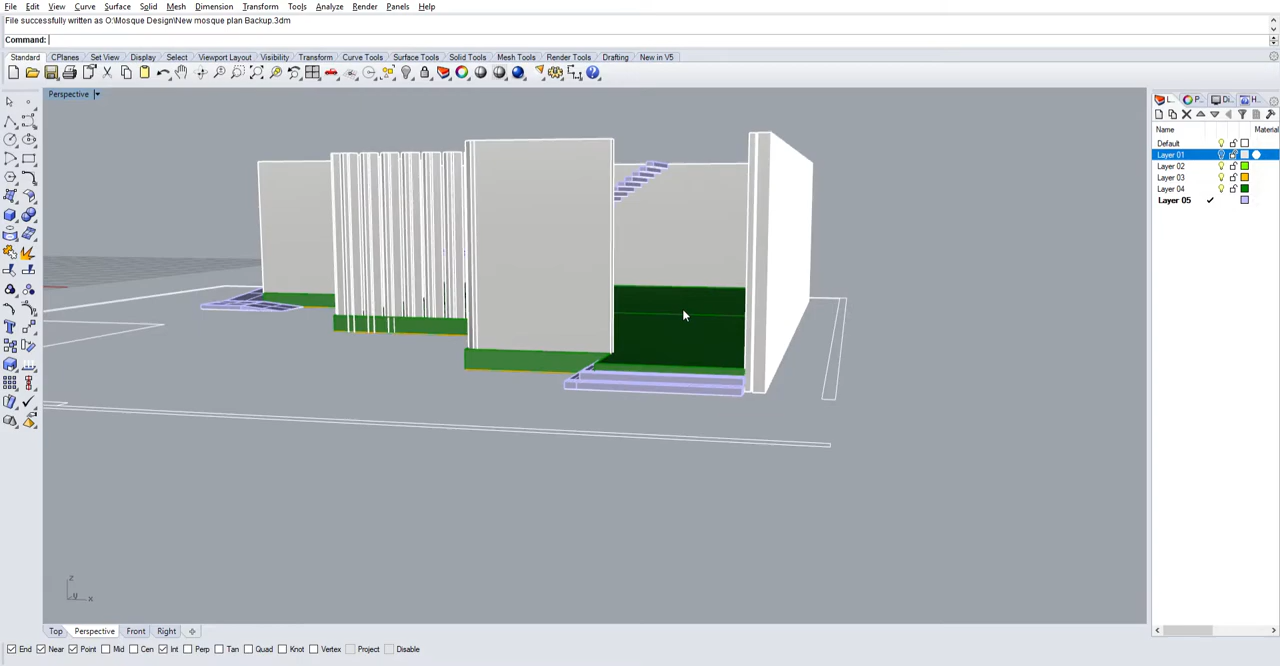 File Edit View Curve Surface Solid Mesh Dimension Transform Tools Analyze Render Panels Help
File successfully written as O:\Mosque Design\New mosque plan Backup.3dm
Command:
Standard CPlanes Set View Display Select Viewport Layout Visibility Transform Curve Tools Surface Tools Solid Tools Mesh Tools Render Tools Drafting New in V5
Perspective
L... P... Di... H...
Name Material
Default
Layer 01
Layer 02
Layer 03
Layer 04
Layer 05
z
y x
Top Perspective Front Right
End Near Point Mid Cen Int Perp Tan Quad Knot Vertex Project Disable